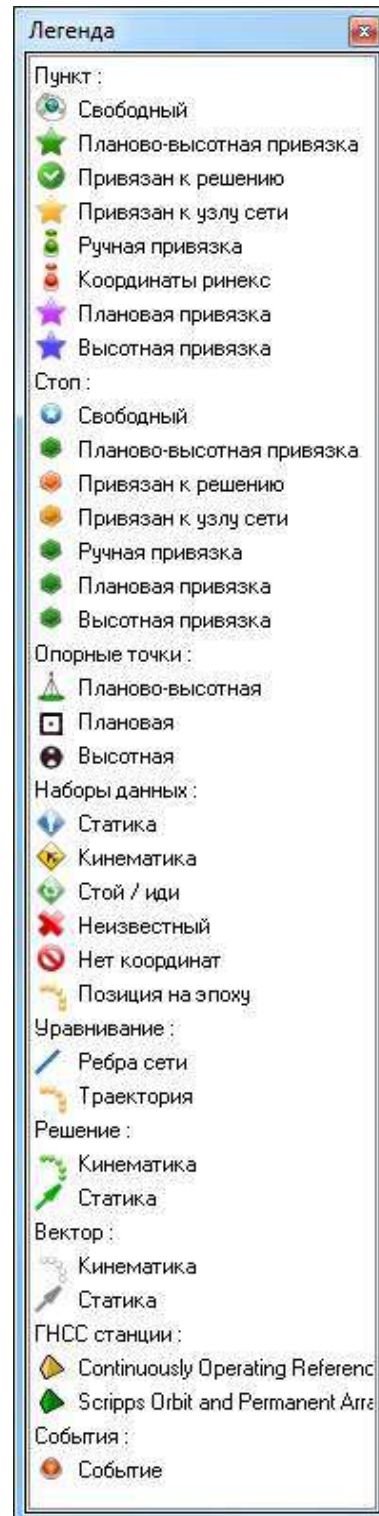 Легенда
Пункт :
Свободный
Планово-высотная привязка
Привязан к решению
Привязан к узлу сети
Ручная привязка
Координаты ринекс
Плановая привязка
Высотная привязка
Стоп :
Свободный
Планово-высотная привязка
Привязан к решению
Привязан к узлу сети
Ручная привязка
Плановая привязка
Высотная привязка
Опорные точки :
Планово-высотная
Плановая
Высотная
Наборы данных :
Статика
Кинематика
Стой / иди
Неизвестный
Нет координат
Позиция на эпоху
Уравнивание :
Ребра сети
Траектория
Решение :
Кинематика
Статика
Вектор :
Кинематика
Статика
ГНСС станции :
Continuously Operating Referenc
Scripps Orbit and Permanent Arra
События :
Событие